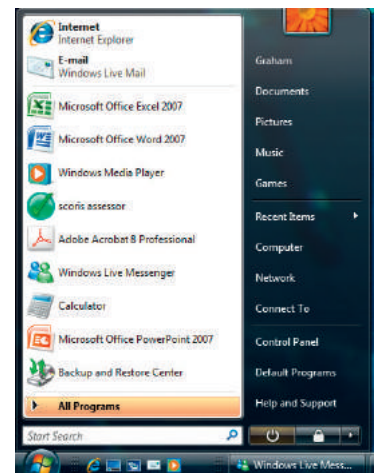 Internet
Internet Explorer
E-mail
Windows Live Mail
Microsoft Office Excel 2007
Microsoft Office Word 2007
Windows Media Player
scoris assessor
Adobe Acrobat 8 Professional
Windows Live Messenger
Calculator
Microsoft Office PowerPoint 2007
Backup and Restore Center
All Programs
Start Search
Graham
Documents
Pictures
Music
Games
Recent Items
Computer
Network
Connect To
Control Panel
Default Programs
Help and Support
Windows Live Mess...